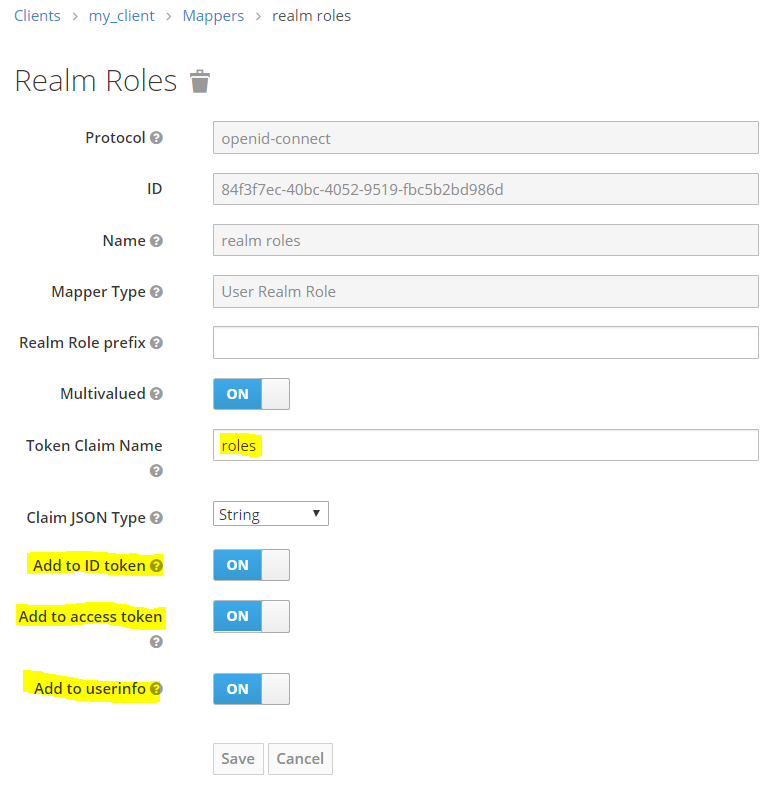 Clients > my_client > Mappers > realm roles
Realm Roles
Protocol ? openid-connect
ID 84f3f7ec-40bc-4052-9519-fbc5b2bd986d
Name ? realm roles
Mapper Type ? User Realm Role
Realm Role prefix ?
Multivalued ? ON
Token Claim Name roles
?
Claim JSON Type ? String
Add to ID token ? ON
Add to access token ON
?
Add to userinfo ? ON
Save Cancel